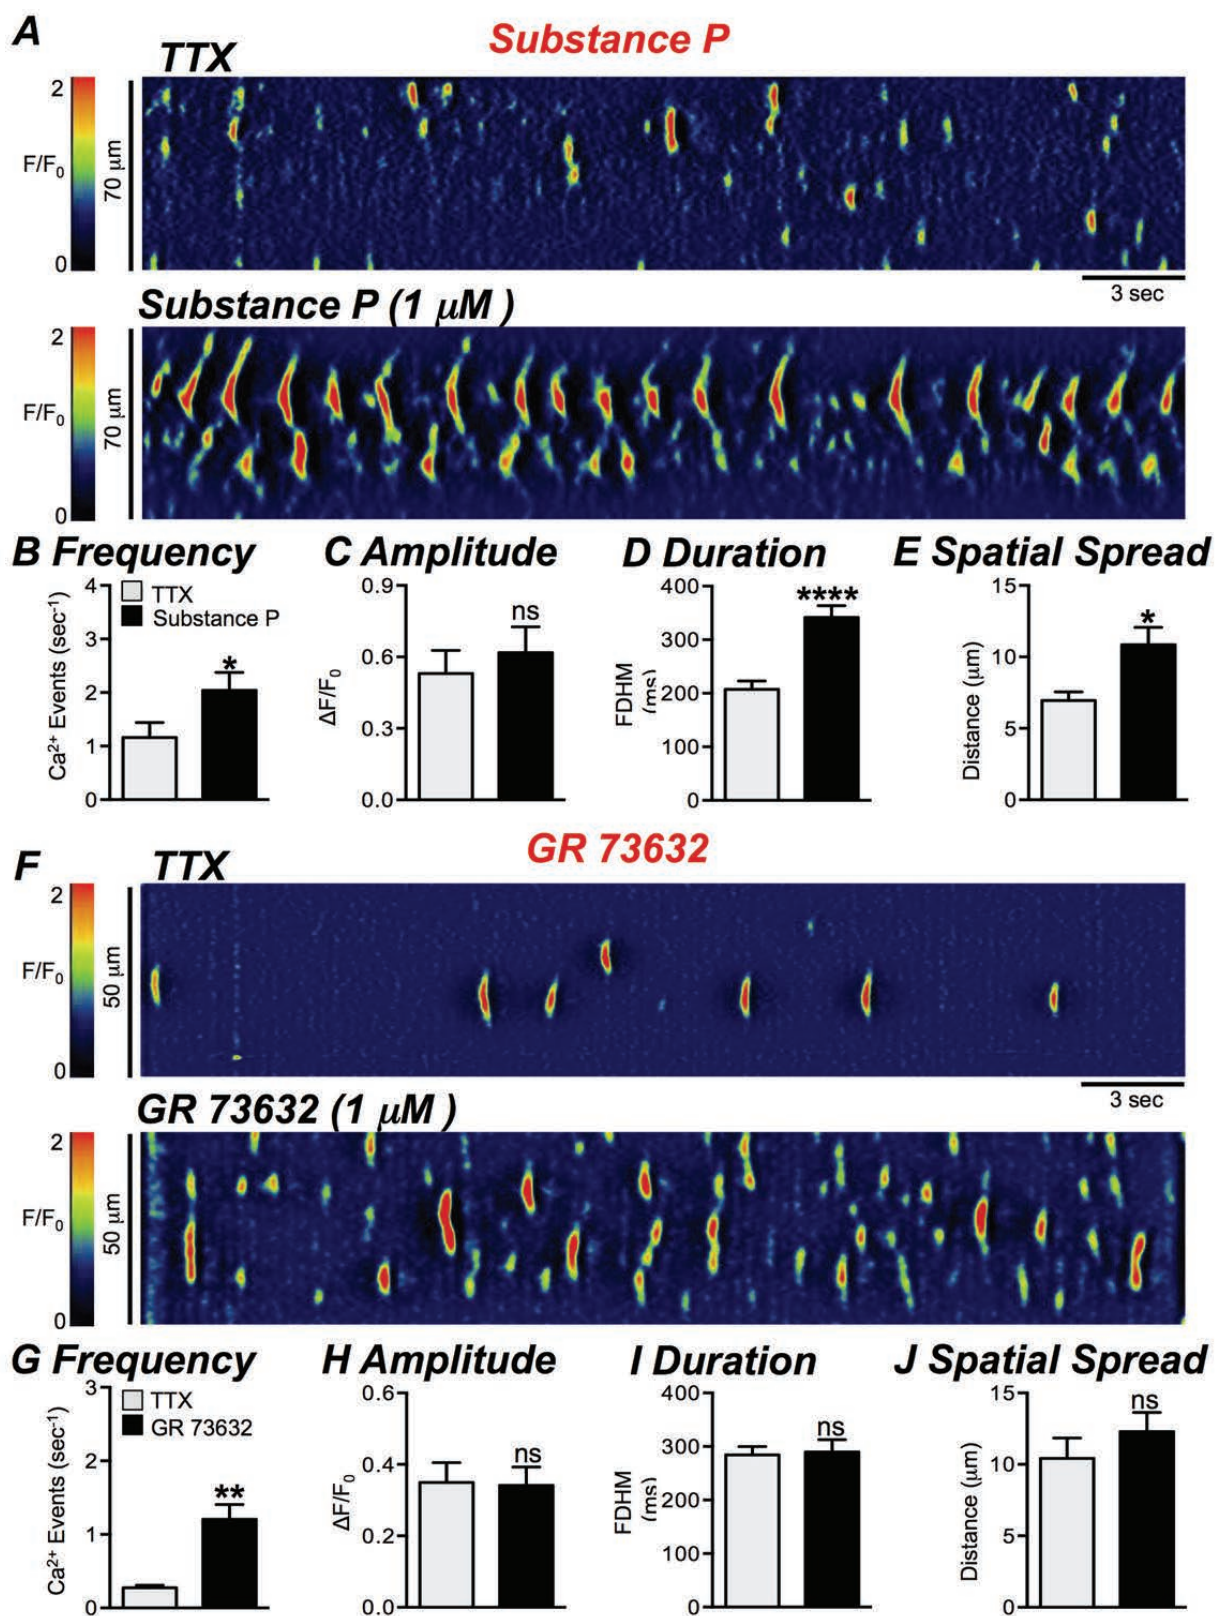 A
Substance P
TTX
2
F/F0
0
70 μm
3 sec
Substance P (1 μM )
2
F/F0
0
70 μm
B Frequency
C Amplitude
D Duration
E Spatial Spread
TTX
Substance P
Ca2+ Events (sec-1)
4
3
2
1
0
*
ΔF/F0
0.9
0.6
0.3
0.0
ns
FDHM
(ms)
400
300
200
100
0
****
Distance (μm)
15
10
5
0
*
F
GR 73632
TTX
2
F/F0
0
50 μm
3 sec
GR 73632 (1 μM )
2
F/F0
0
50 μm
G Frequency
H Amplitude
I Duration
J Spatial Spread
TTX
GR 73632
Ca2+ Events (sec-1)
3
2
1
0
**
ΔF/F0
0.6
0.4
0.2
0.0
ns
FDHM
(ms)
400
300
200
100
0
ns
Distance (μm)
15
10
5
0
ns